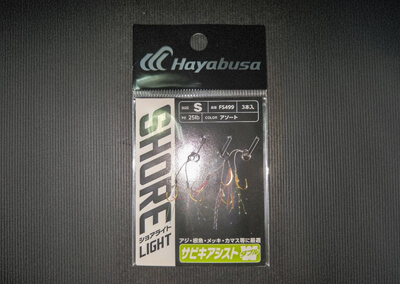 Hayabusa
SIZE S 品番 FS499 3本入
PE 25lb COLOR アソート
SHORE
ショアライト
LIGHT
アジ・根魚・メッキ・カマス等に最適
サビキアシスト